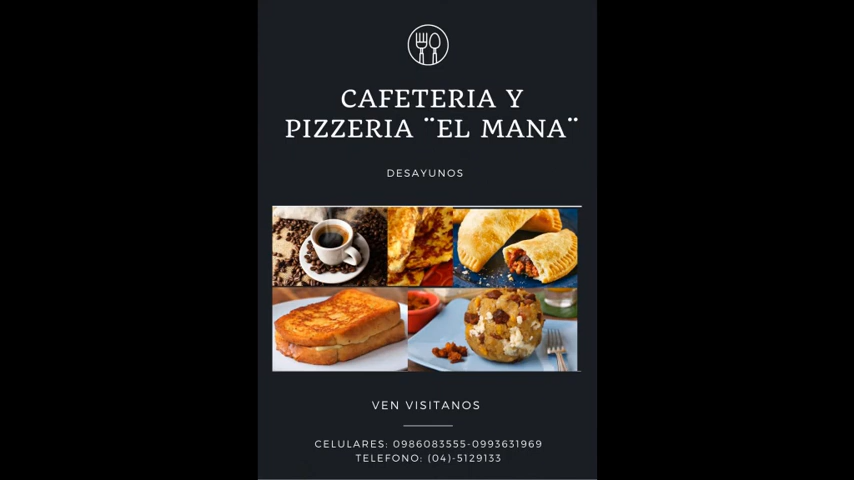 CAFETERIA Y
PIZZERIA ¨EL MANA¨
DESAYUNOS
VEN VISITANOS
CELULARES: 0986083555-0993631969
TELEFONO: (04)-5129133